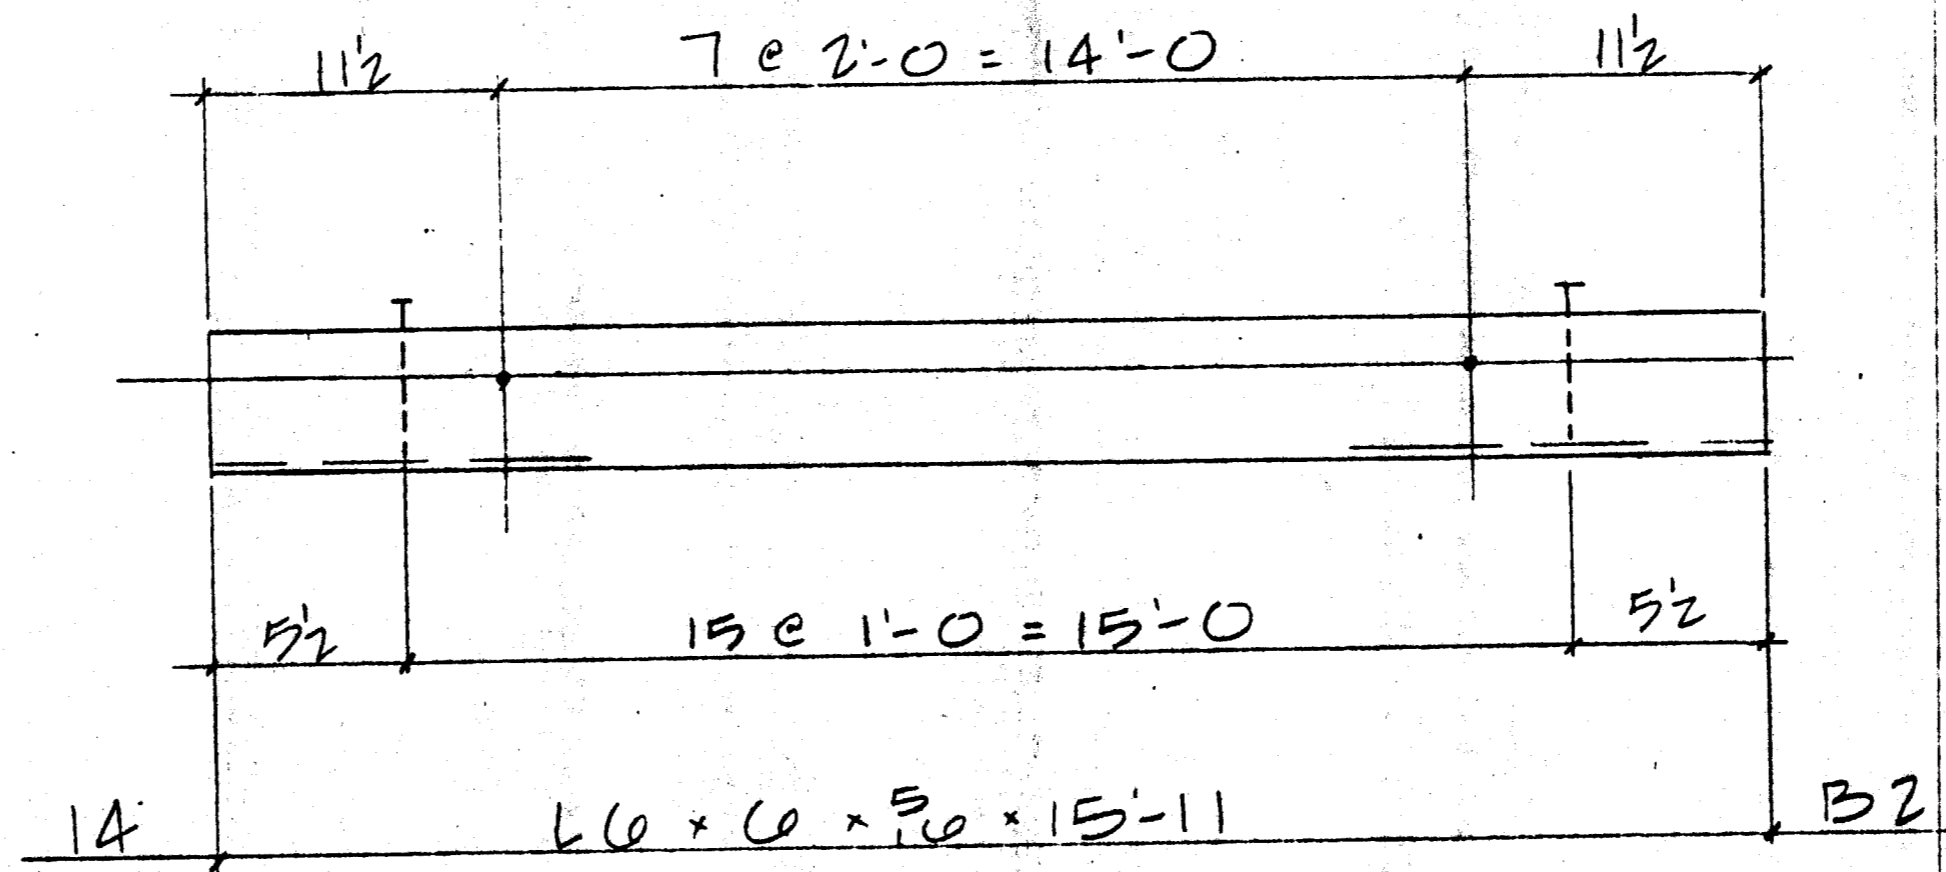 11½ 7 @ 2'-0 = 14'-0 11½
5½ 15 @ 1'-0 = 15'-0 5½
14 L6 × 6 × 5/16 × 15'-11 B2